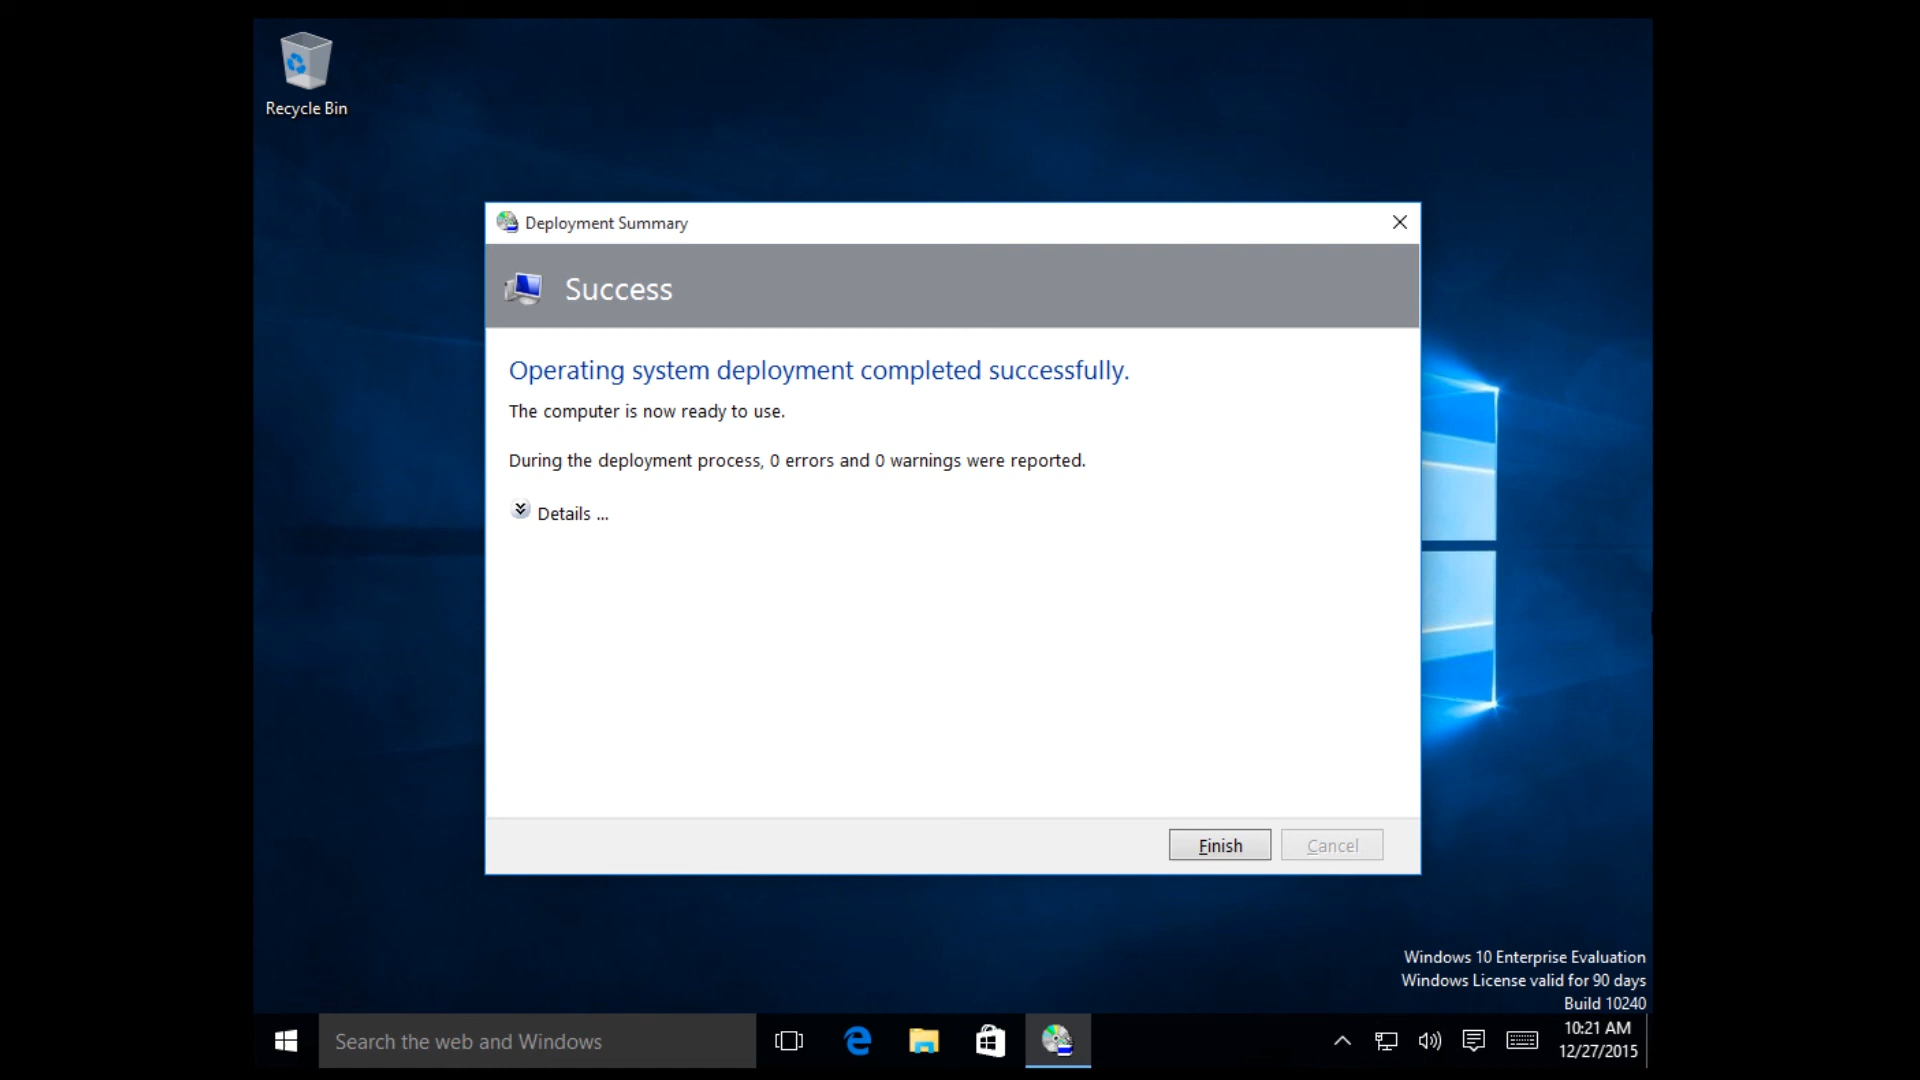 Recycle Bin
Deployment Summary
Success
Operating system deployment completed successfully.
The computer is now ready to use.
During the deployment process, 0 errors and 0 warnings were reported.
Details ...
Finish
Cancel
Windows 10 Enterprise Evaluation
Windows License valid for 90 days
Build 10240
Search the web and Windows
10:21 AM
12/27/2015